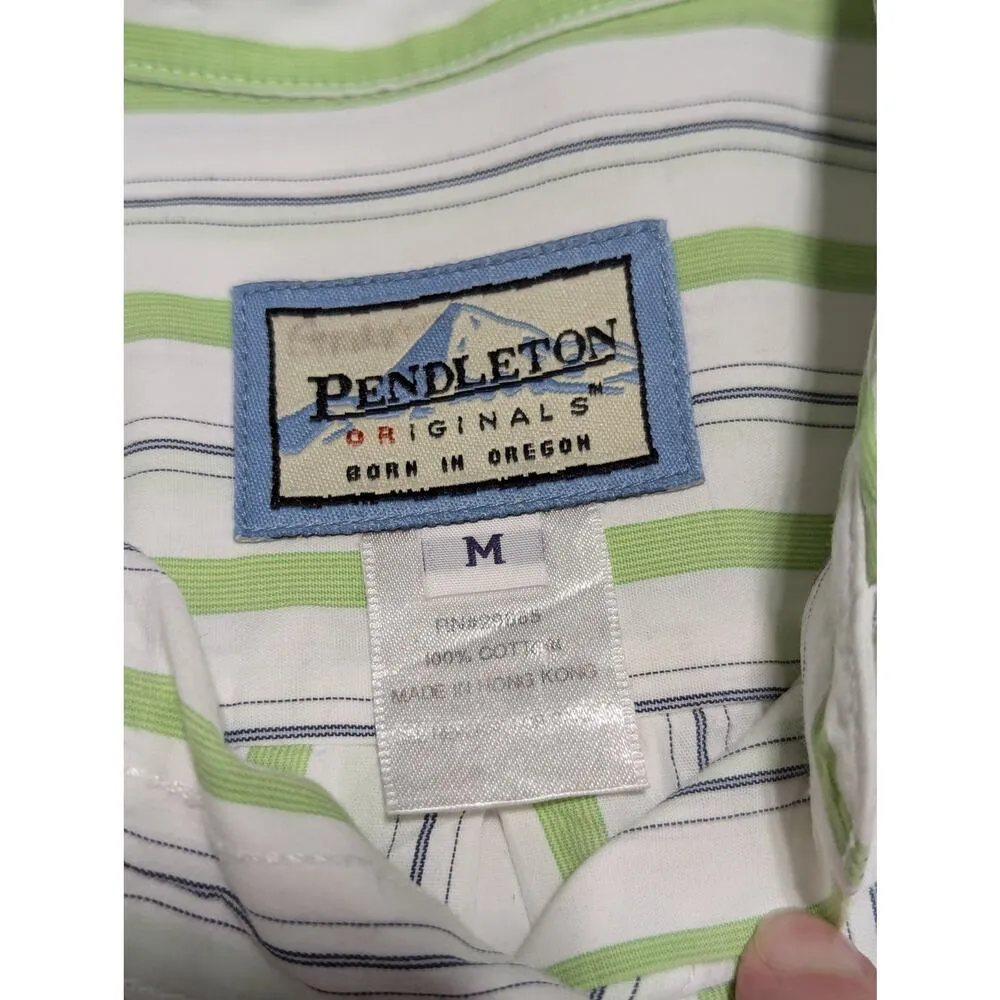 PENDLETON
ORIGINALS™
BORN IN OREGON
M
100% COTTON
MADE IN HONG KONG